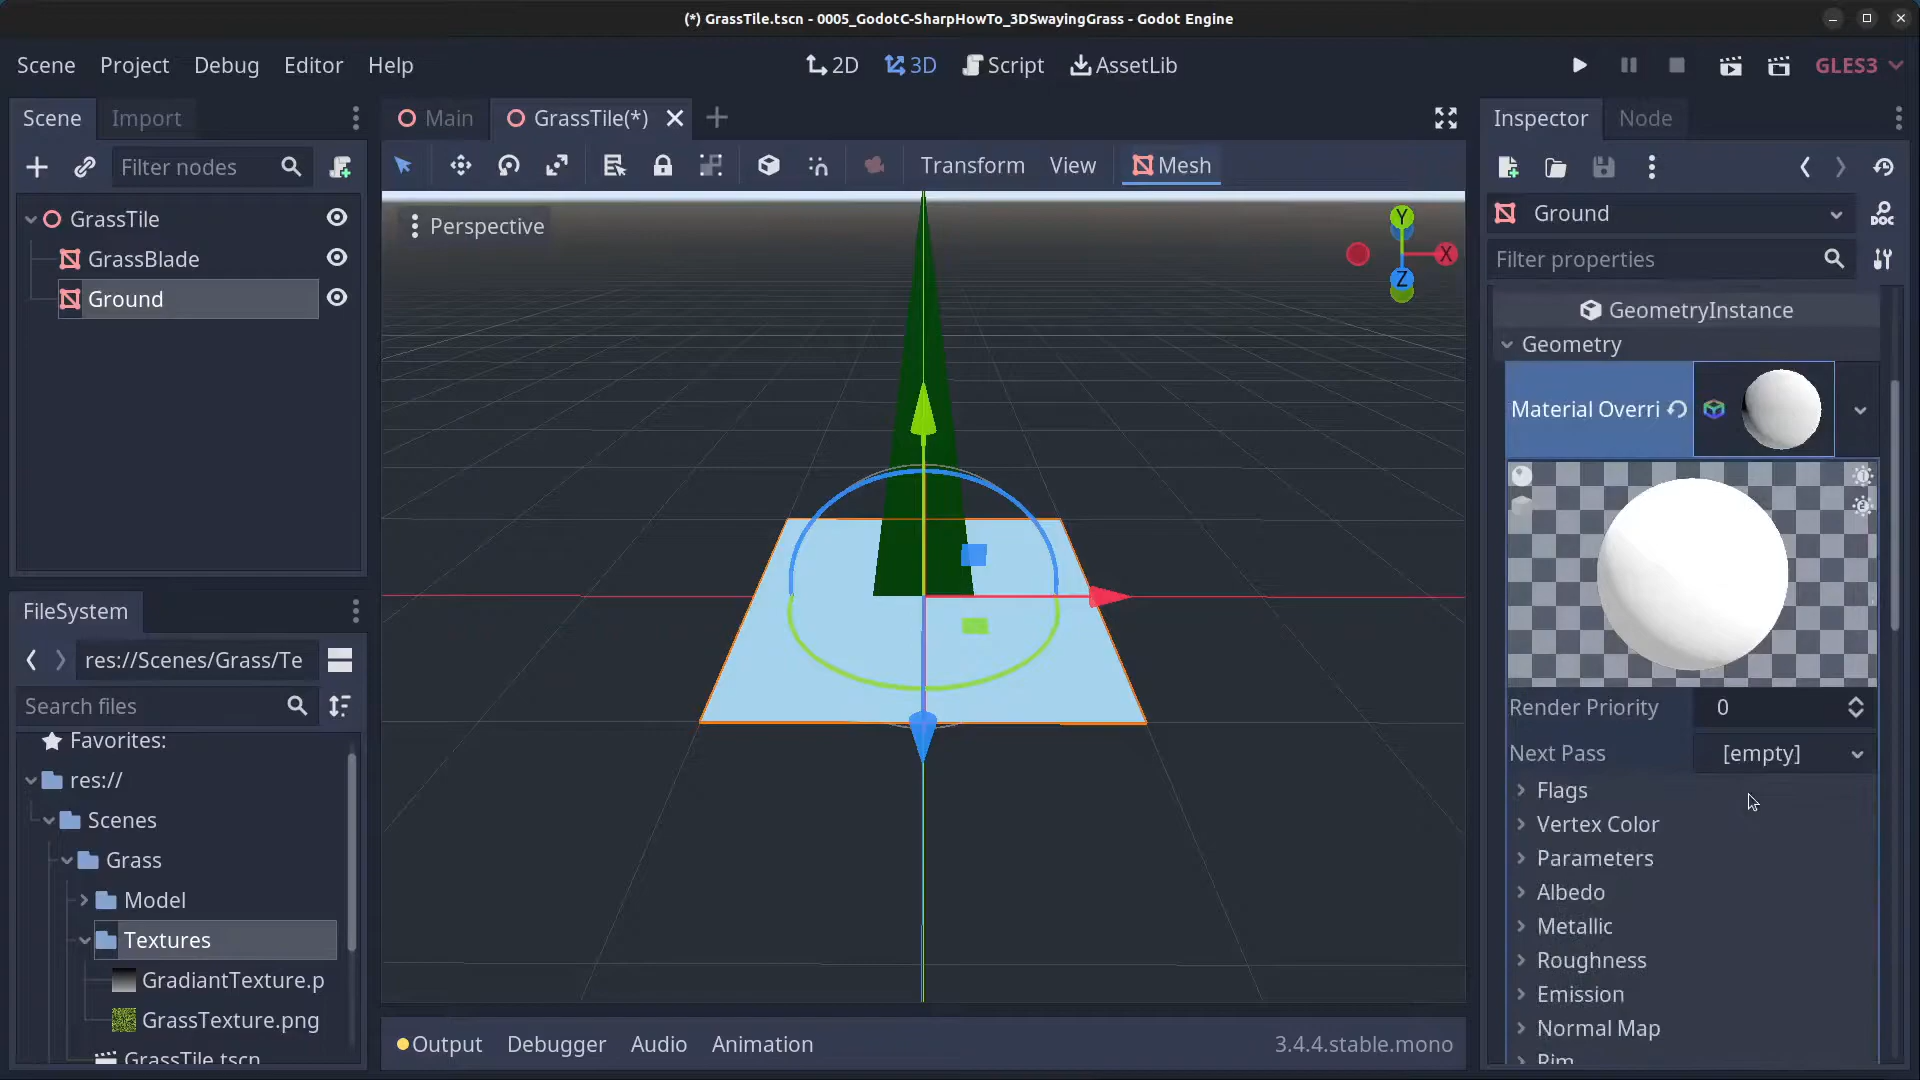 (*) GrassTile.tscn - 0005_GodotC-SharpHowTo_3DSwayingGrass - Godot Engine
Scene Project Debug Editor Help
2D 3D Script AssetLib
GLES3
Scene Import
Filter nodes
GrassTile
GrassBlade
Ground
FileSystem
res://Scenes/Grass/Te
Search files
Favorites:
res://
Scenes
Grass
Model
Textures
GradiantTexture.p
GrassTexture.png
GrassTile.tscn
Main GrassTile(*)
Transform View Mesh
Perspective
Y
X
Z
Output Debugger Audio Animation 3.4.4.stable.mono
Inspector Node
Ground
DOC
Filter properties
GeometryInstance
Geometry
Material Overri
Render Priority 0
Next Pass [empty]
Flags
Vertex Color
Parameters
Albedo
Metallic
Roughness
Emission
Normal Map
Rim